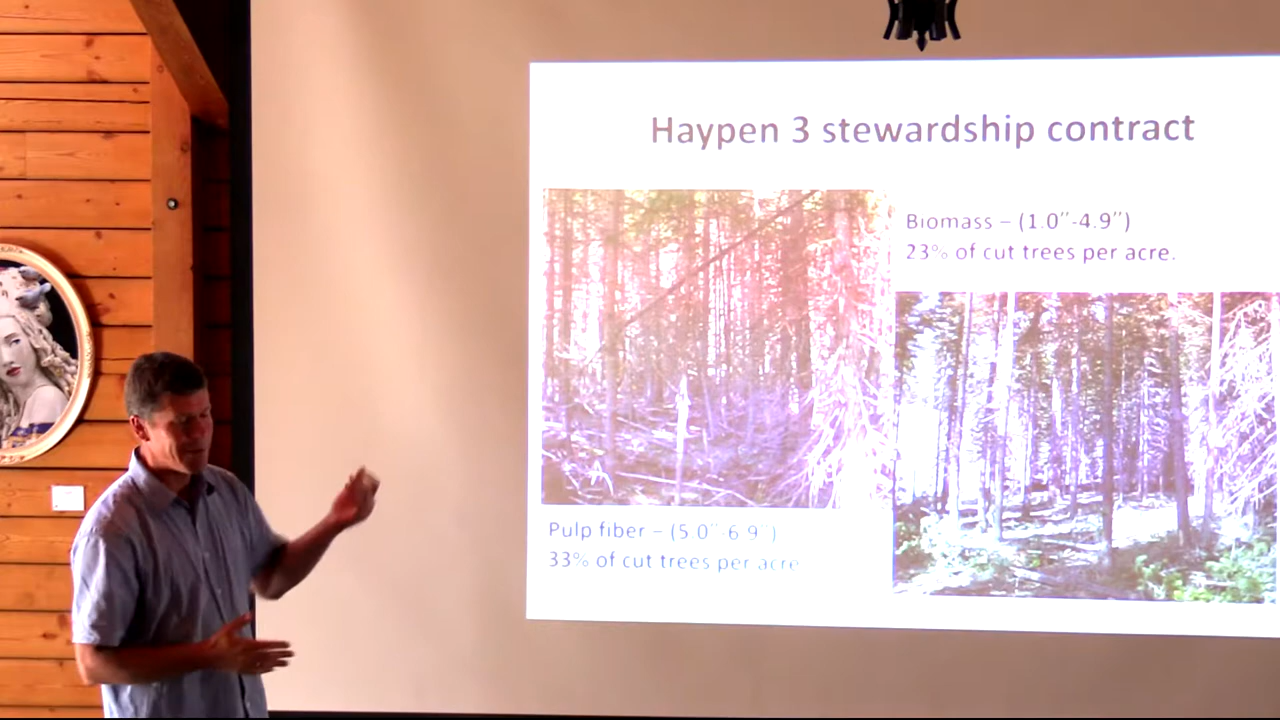 Haypen 3 stewardship contract
Biomass – (1.0"-4.9")
23% of cut trees per acre.
Pulp fiber – (5.0"-6.9")
33% of cut trees per acre